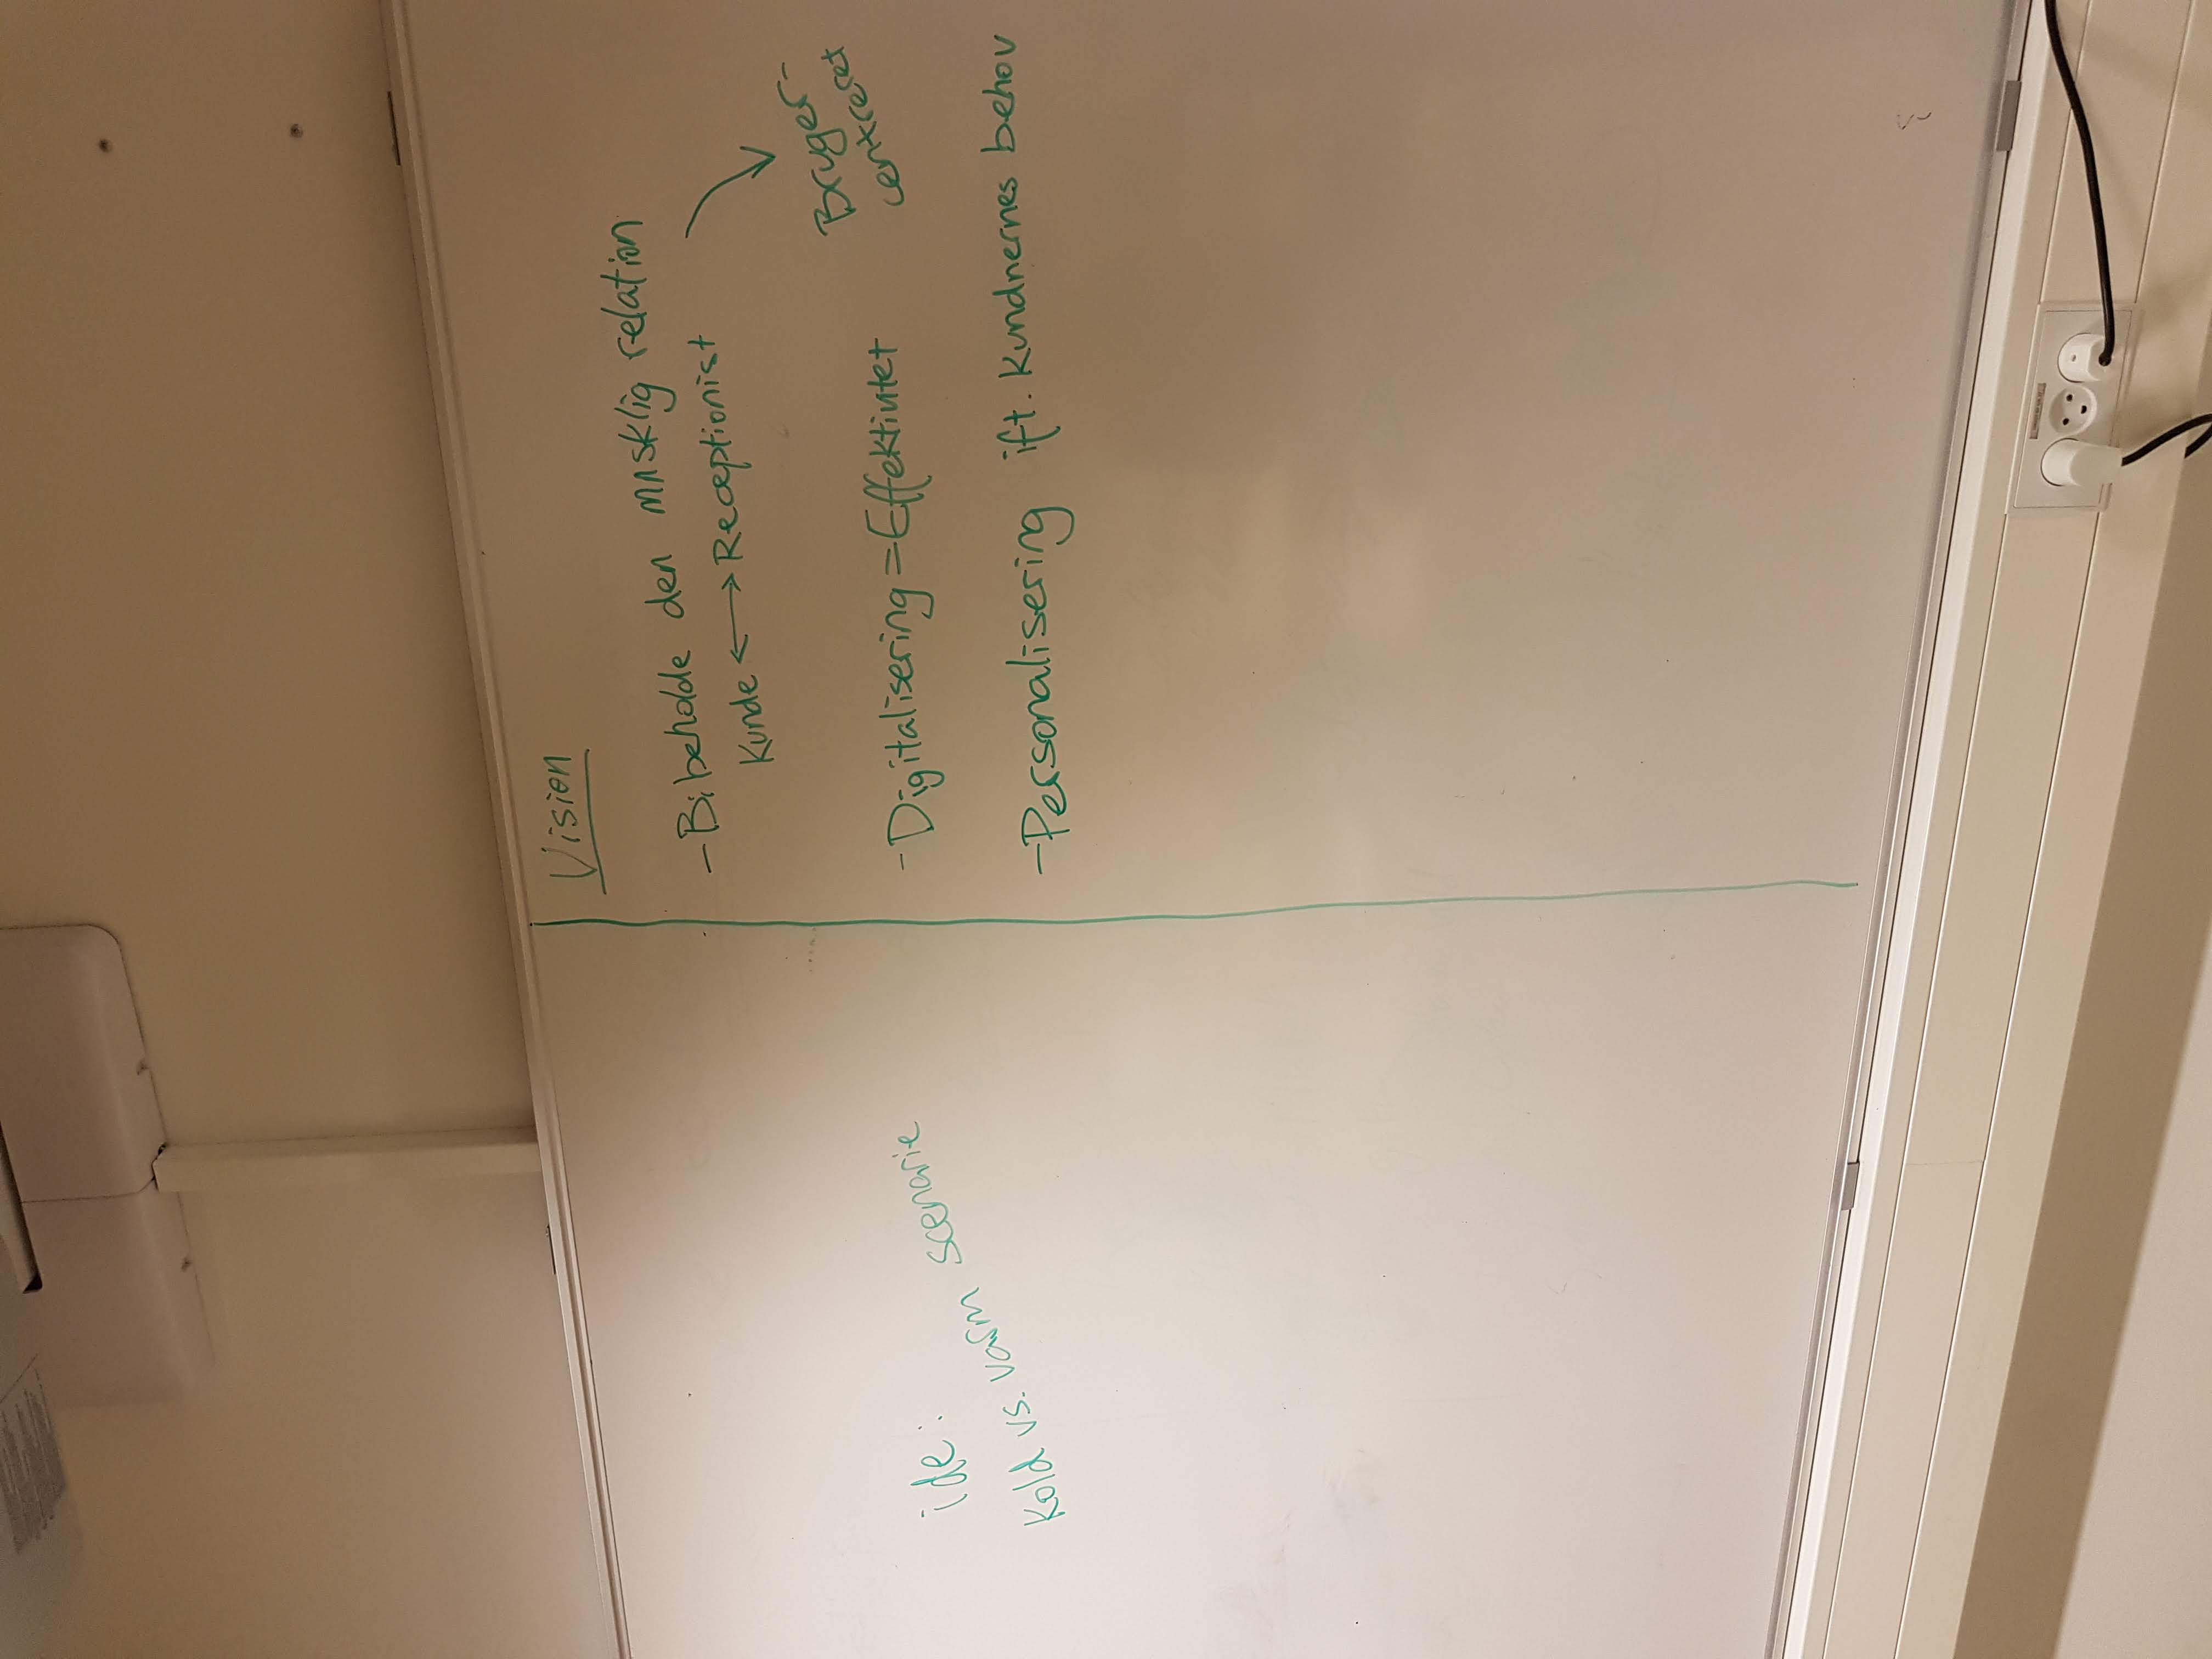 ide:
Kold vs. varm scenarie
Vision
- Bibeholde den mnsklig relation
Kunde <--> Receptionist
Bruger-
centreret
- Digitalisering = Effektivitet
- Personalisering ift. Kundnernes behov